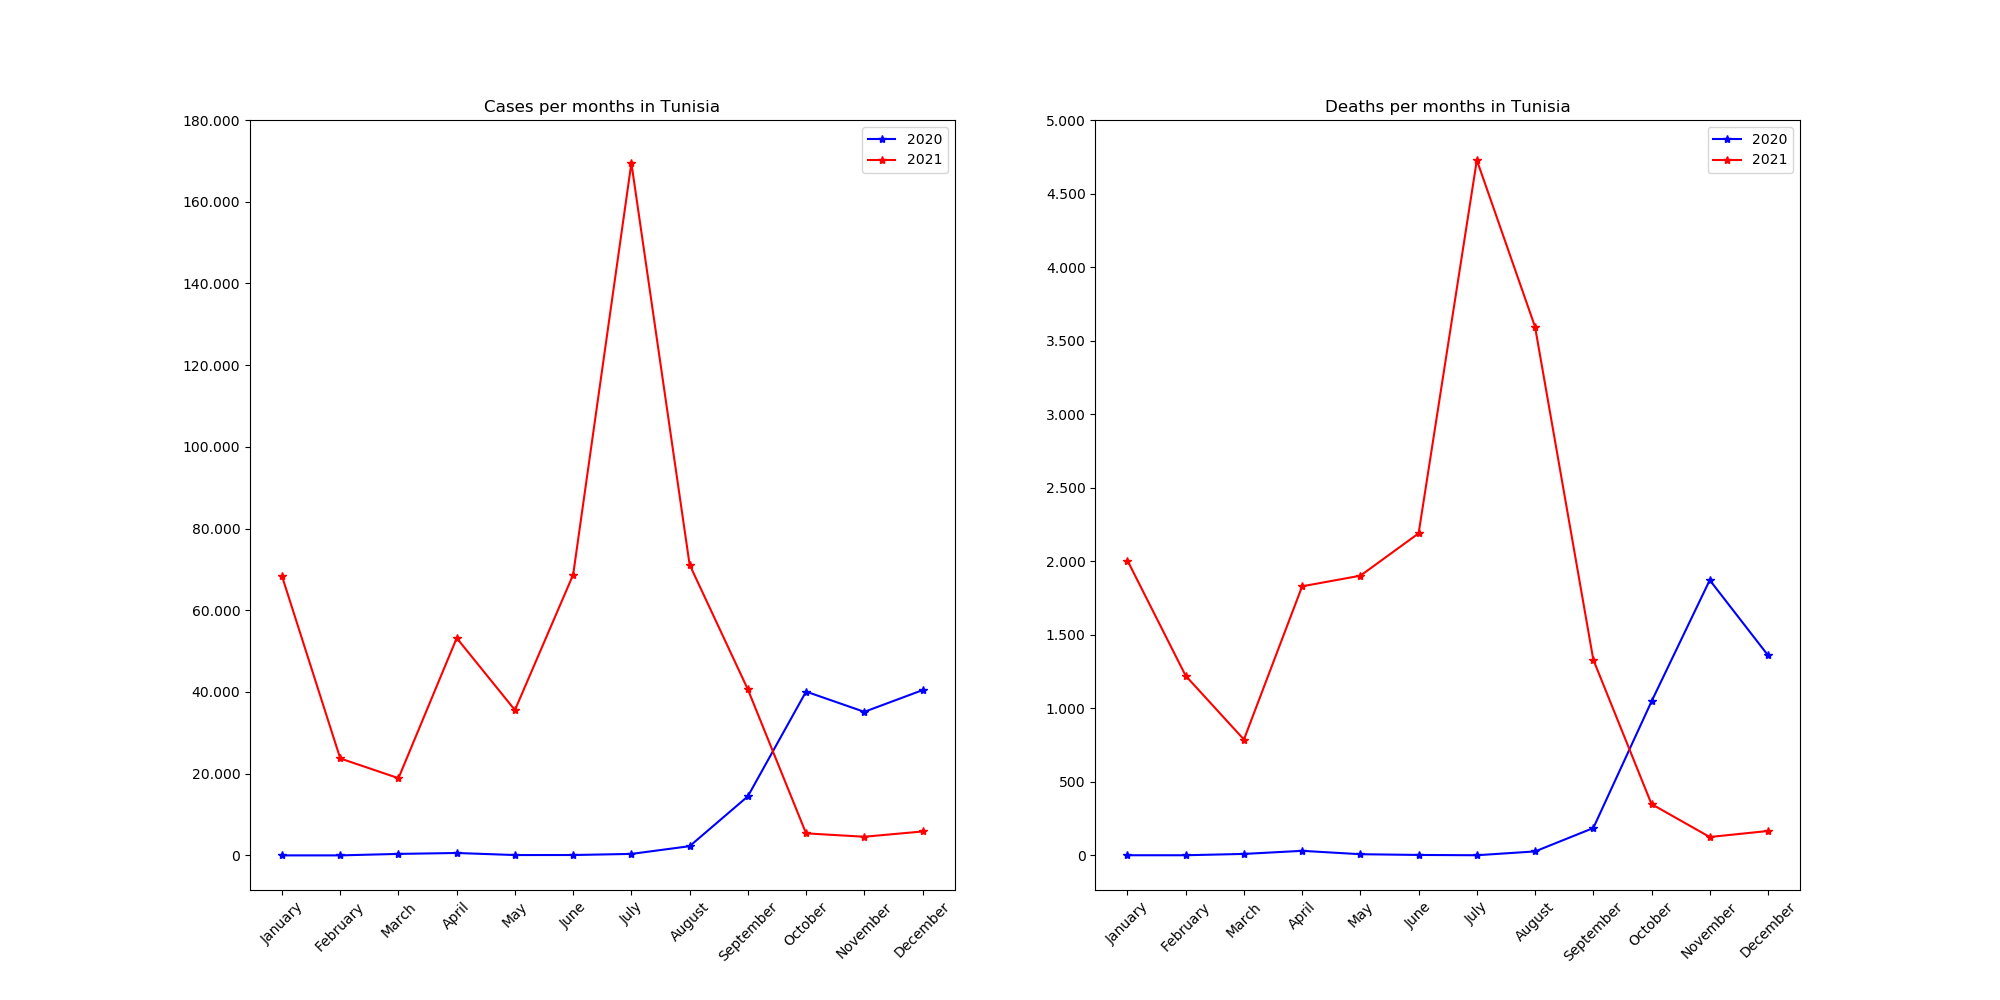 Cases per months in Tunisia
180.000
160.000
140.000
120.000
100.000
80.000
60.000
40.000
20.000
0
2020
2021
January
February
March
April
May
June
July
August
September
October
November
December
Deaths per months in Tunisia
5.000
4.500
4.000
3.500
3.000
2.500
2.000
1.500
1.000
500
0
2020
2021
January
February
March
April
May
June
July
August
September
October
November
December